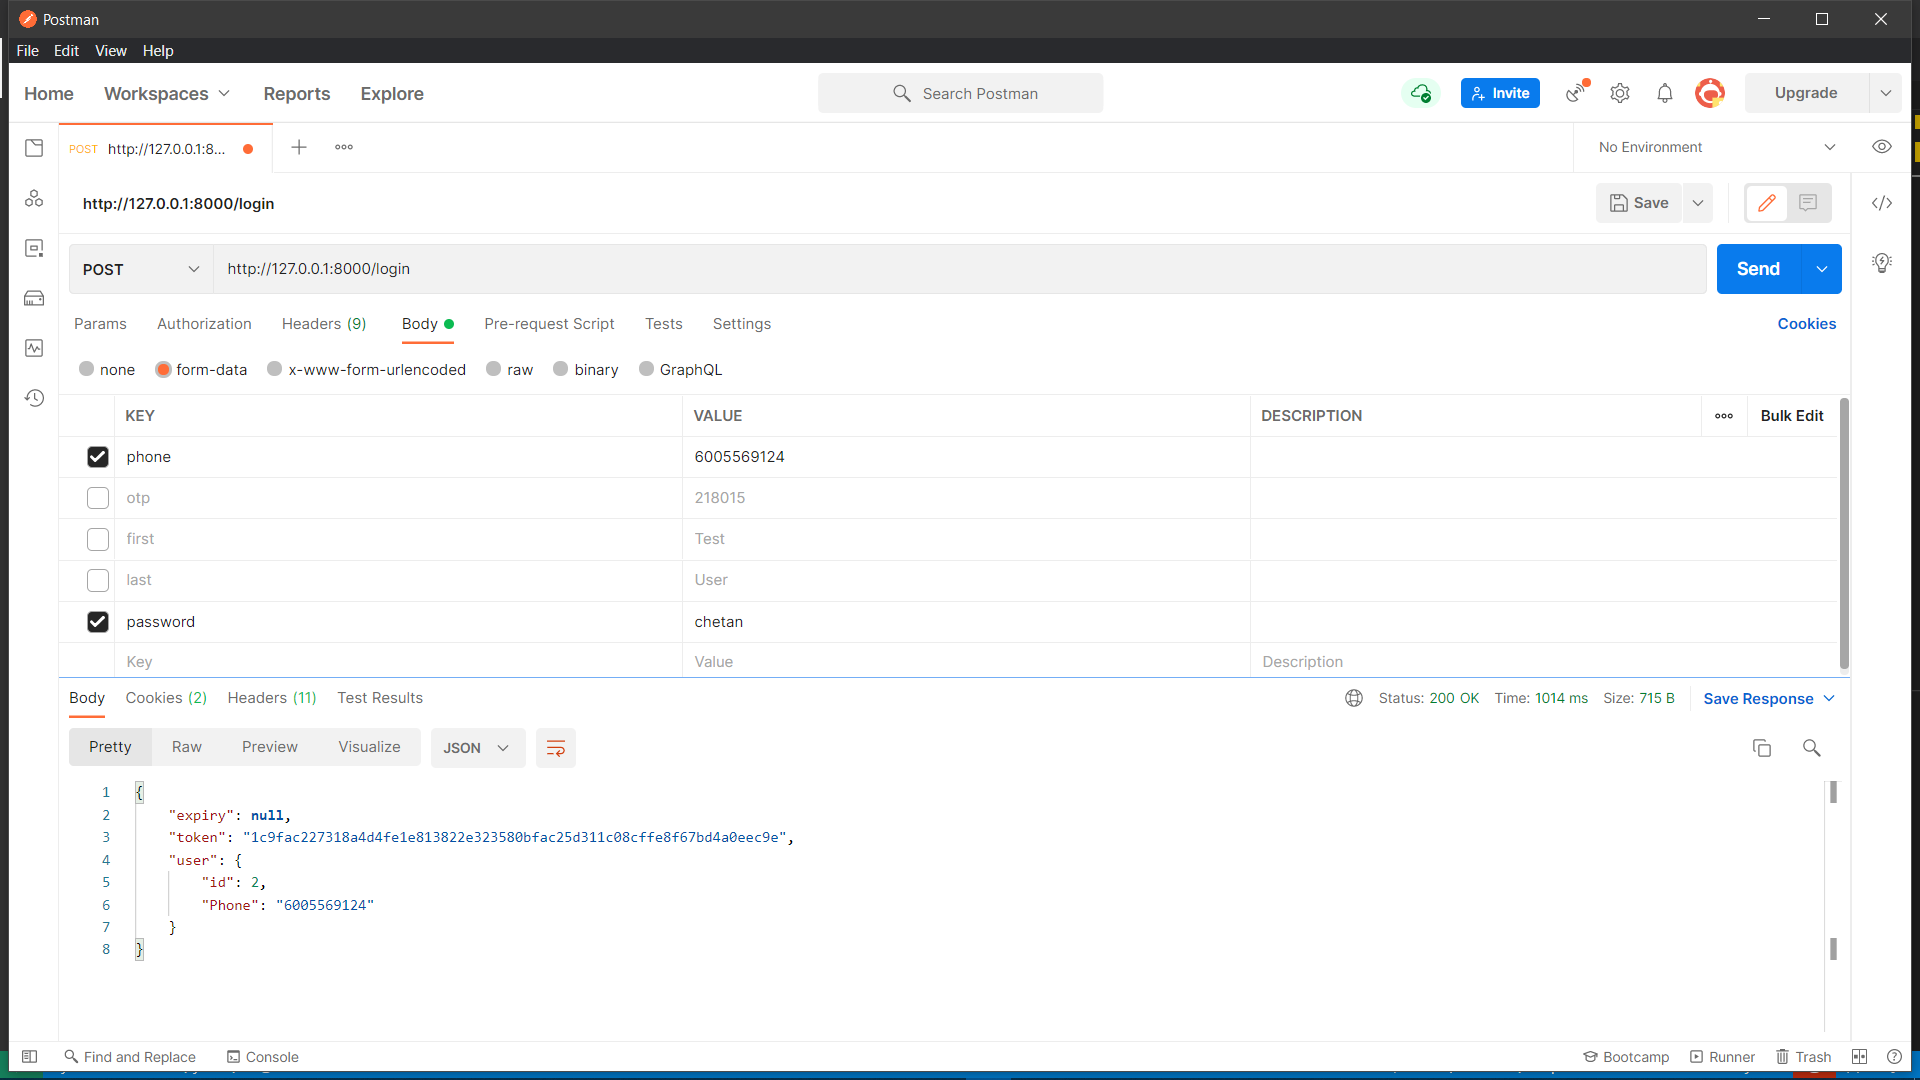 Postman
File Edit View Help
Home Workspaces Reports Explore Search Postman Invite Upgrade
POST http://127.0.0.1:8... No Environment
http://127.0.0.1:8000/login Save
POST http://127.0.0.1:8000/login Send
Params Authorization Headers (9) Body Pre-request Script Tests Settings Cookies
none form-data x-www-form-urlencoded raw binary GraphQL
KEY VALUE DESCRIPTION Bulk Edit
phone 6005569124
otp 218015
first Test
last User
password chetan
Key Value Description
Body Cookies (2) Headers (11) Test Results Status: 200 OK Time: 1014 ms Size: 715 B Save Response
Pretty Raw Preview Visualize JSON
1 {
2 "expiry": null,
3 "token": "1c9fac227318a4d4fe1e813822e323580bfac25d311c08cffe8f67bd4a0eec9e",
4 "user": {
5 "id": 2,
6 "Phone": "6005569124"
7 }
8 }
Find and Replace Console Bootcamp Runner Trash